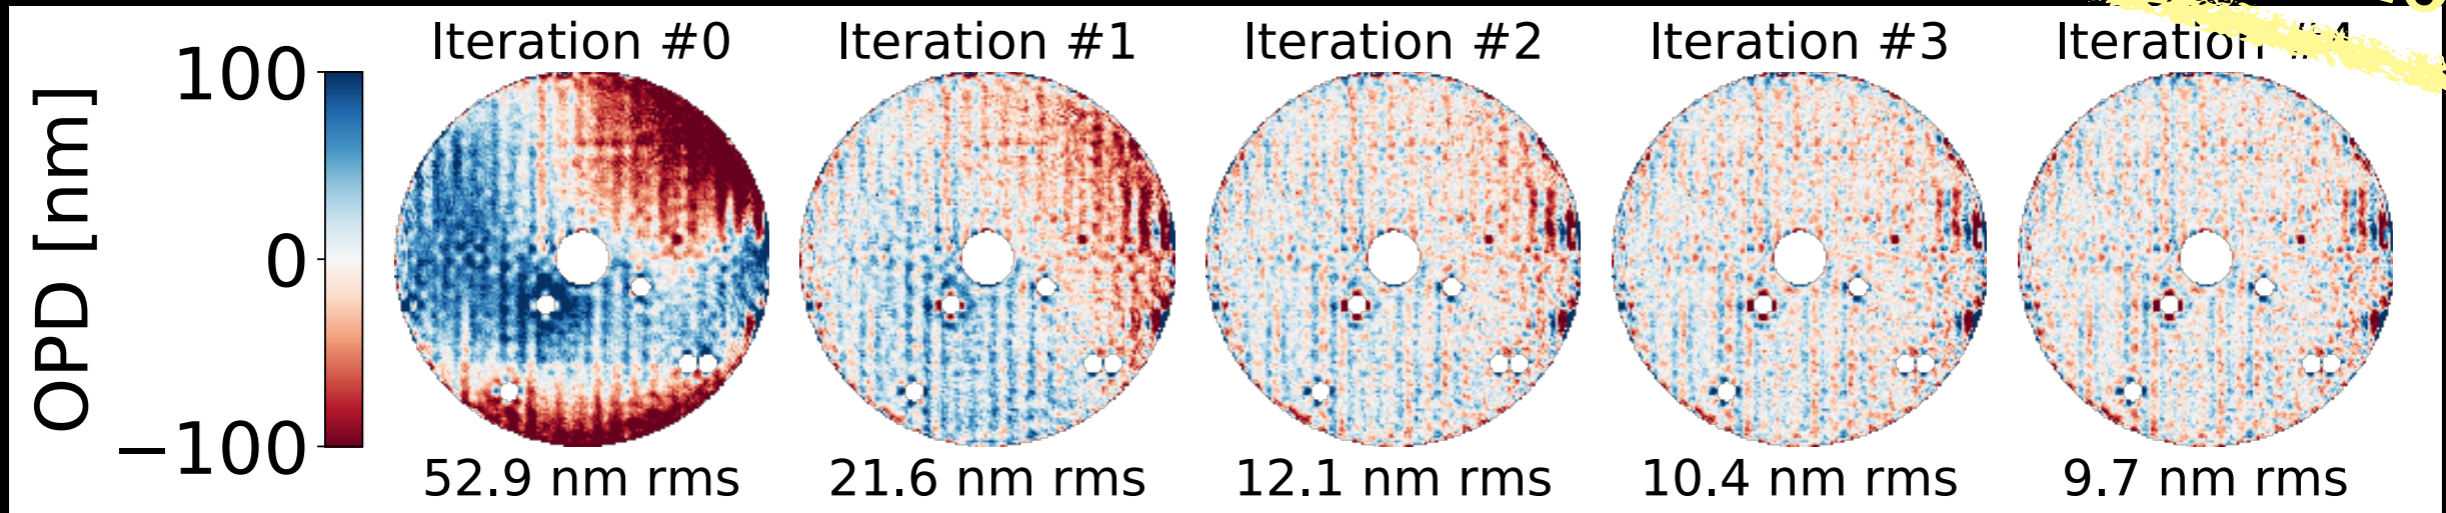 Iteration #0 Iteration #1 Iteration #2 Iteration #3 Iteration #4
OPD [nm]
100
0
−100
52.9 nm rms 21.6 nm rms 12.1 nm rms 10.4 nm rms 9.7 nm rms